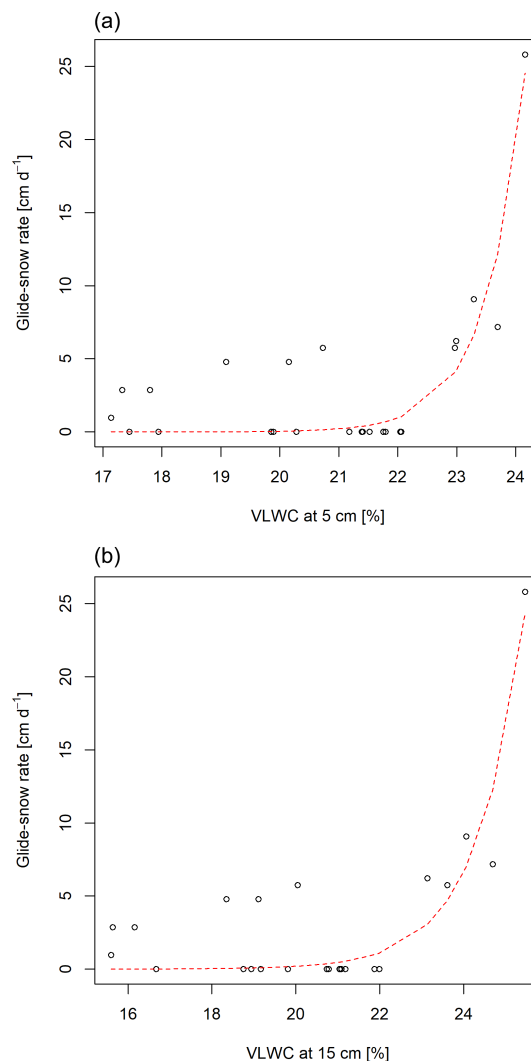 (a)
Glide-snow rate [cm d⁻¹]
25
20
15
10
5
0
17 18 19 20 21 22 23 24
VLWC at 5 cm [%]
(b)
Glide-snow rate [cm d⁻¹]
25
20
15
10
5
0
16 18 20 22 24
VLWC at 15 cm [%]